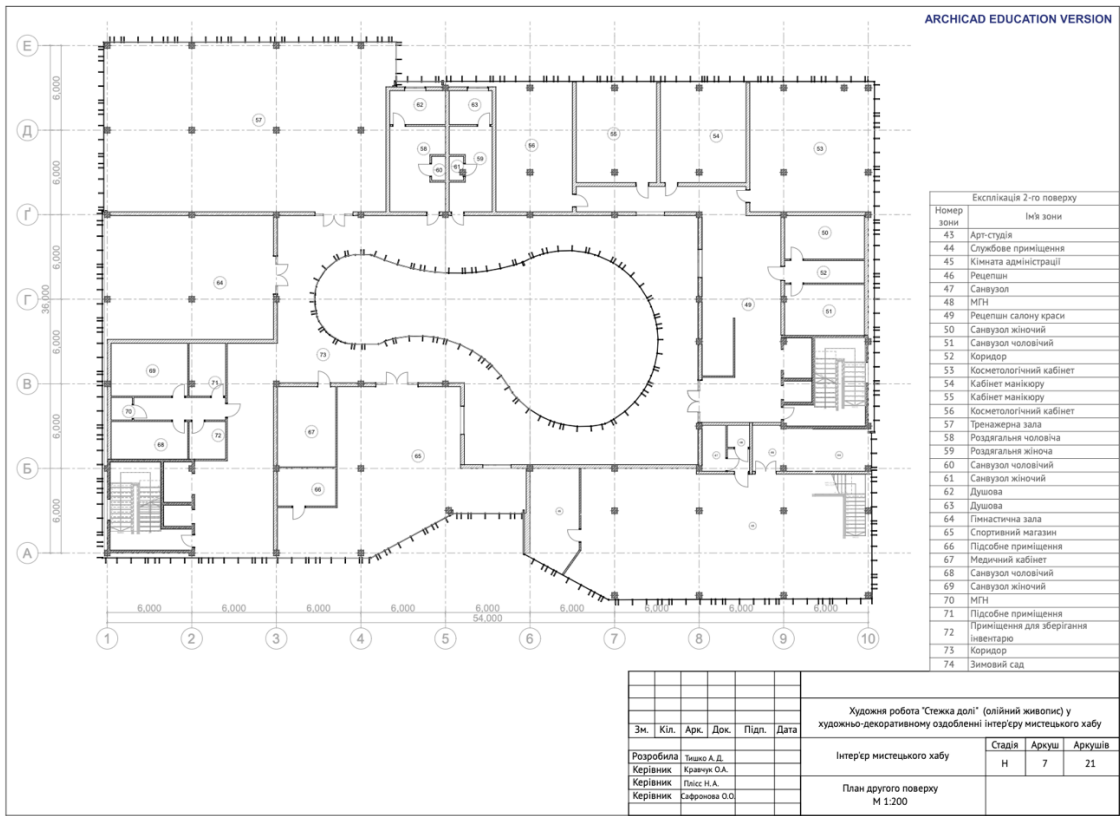 ARCHICAD EDUCATION VERSION
Е
Д
Ґ
Г
В
Б
А
6,000
6,000
6,000
36,000
6,000
6,000
6,000
57
62
63
58
59
60
61
56
55
54
53
64
50
52
51
49
73
69
71
70
68
72
67
66
65
6,000 6,000 6,000 6,000 6,000 6,000 6,000 6,000 6,000
54,000
1 2 3 4 5 6 7 8 9 10
Експлікація 2-го поверху
Номер зони Ім'я зони
43 Арт-студія
44 Службове приміщення
45 Кімната адміністрації
46 Рецепшн
47 Санвузол
48 МГН
49 Рецепшн салону краси
50 Санвузол жіночий
51 Санвузол чоловічий
52 Коридор
53 Косметологічний кабінет
54 Кабінет манікюру
55 Кабінет манікюру
56 Косметологічний кабінет
57 Тренажерна зала
58 Роздягальня чоловіча
59 Роздягальня жіноча
60 Санвузол чоловічий
61 Санвузол жіночий
62 Душова
63 Душова
64 Гімнастична зала
65 Спортивний магазин
66 Підсобне приміщення
67 Медичний кабінет
68 Санвузол чоловічий
69 Санвузол жіночий
70 МГН
71 Підсобне приміщення
72 Приміщення для зберігання інвентарю
73 Коридор
74 Зимовий сад
Художня робота "Стежка долі" (олійний живопис) у
художньо-декоративному оздобленні інтер'єру мистецького хабу
Зм. Кіл. Арк. Док. Підп. Дата
Розробила Тишко А.Д.
Керівник Кравчук О.А.
Керівник Плісс Н.А.
Керівник Сафронова О.О.
Інтер'єр мистецького хабу
Стадія Аркуш Аркушів
Н 7 21
План другого поверху
М 1:200